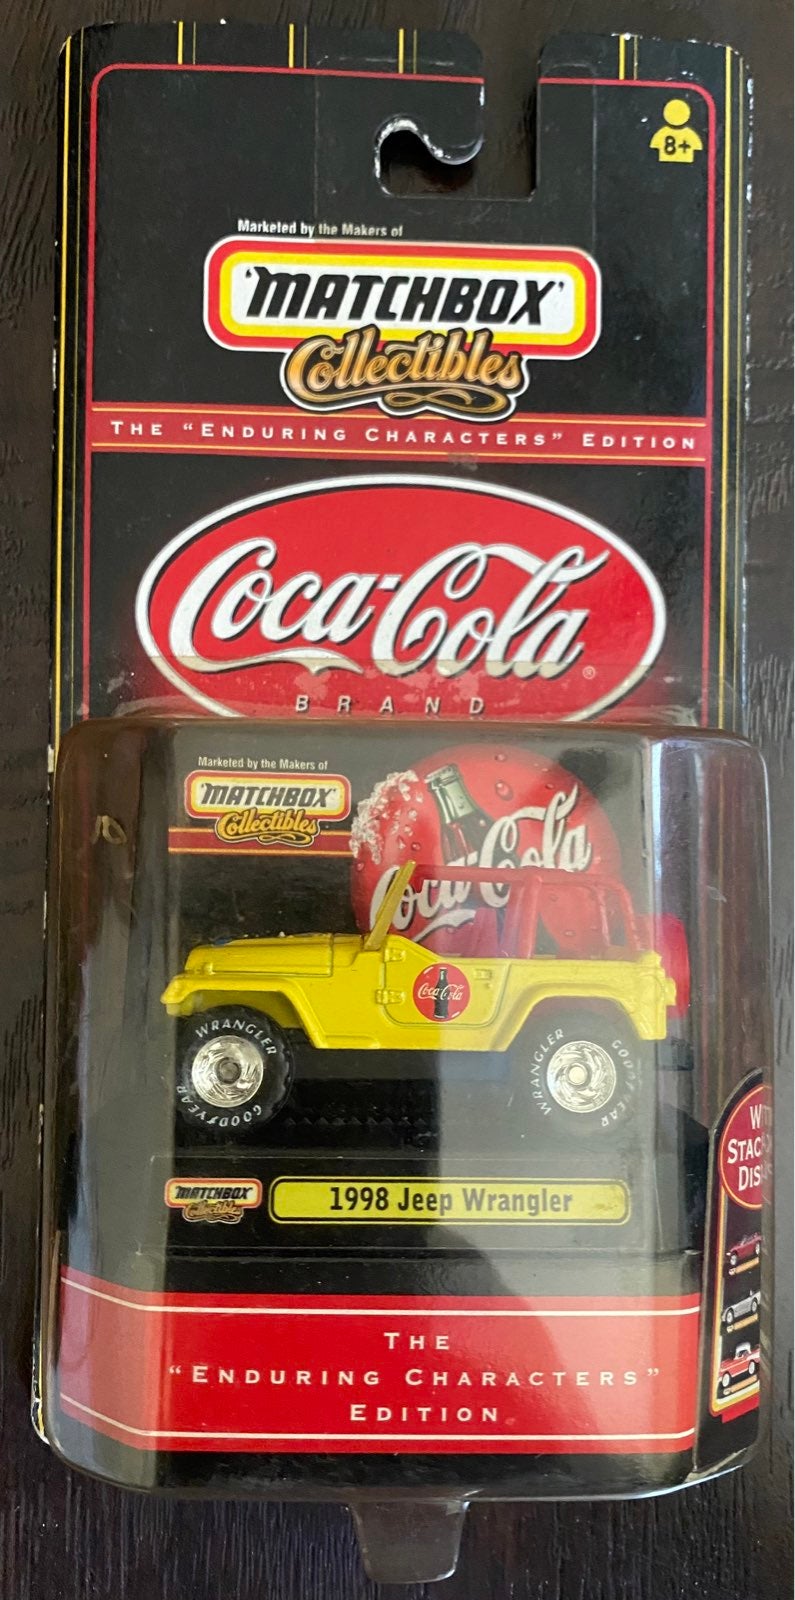 8+
Marketed by the Makers of
'MATCHBOX'
Collectibles
THE "ENDURING CHARACTERS" EDITION
Coca-Cola®
BRAND
Marketed by the Makers of
'MATCHBOX'
Collectibles
Coca-Cola
Coca-Cola
WRANGLER
GOODYEAR
WRANGLER
GOODYEAR
'MATCHBOX'
Collectibles
1998 Jeep Wrangler
THE
"ENDURING CHARACTERS"
EDITION